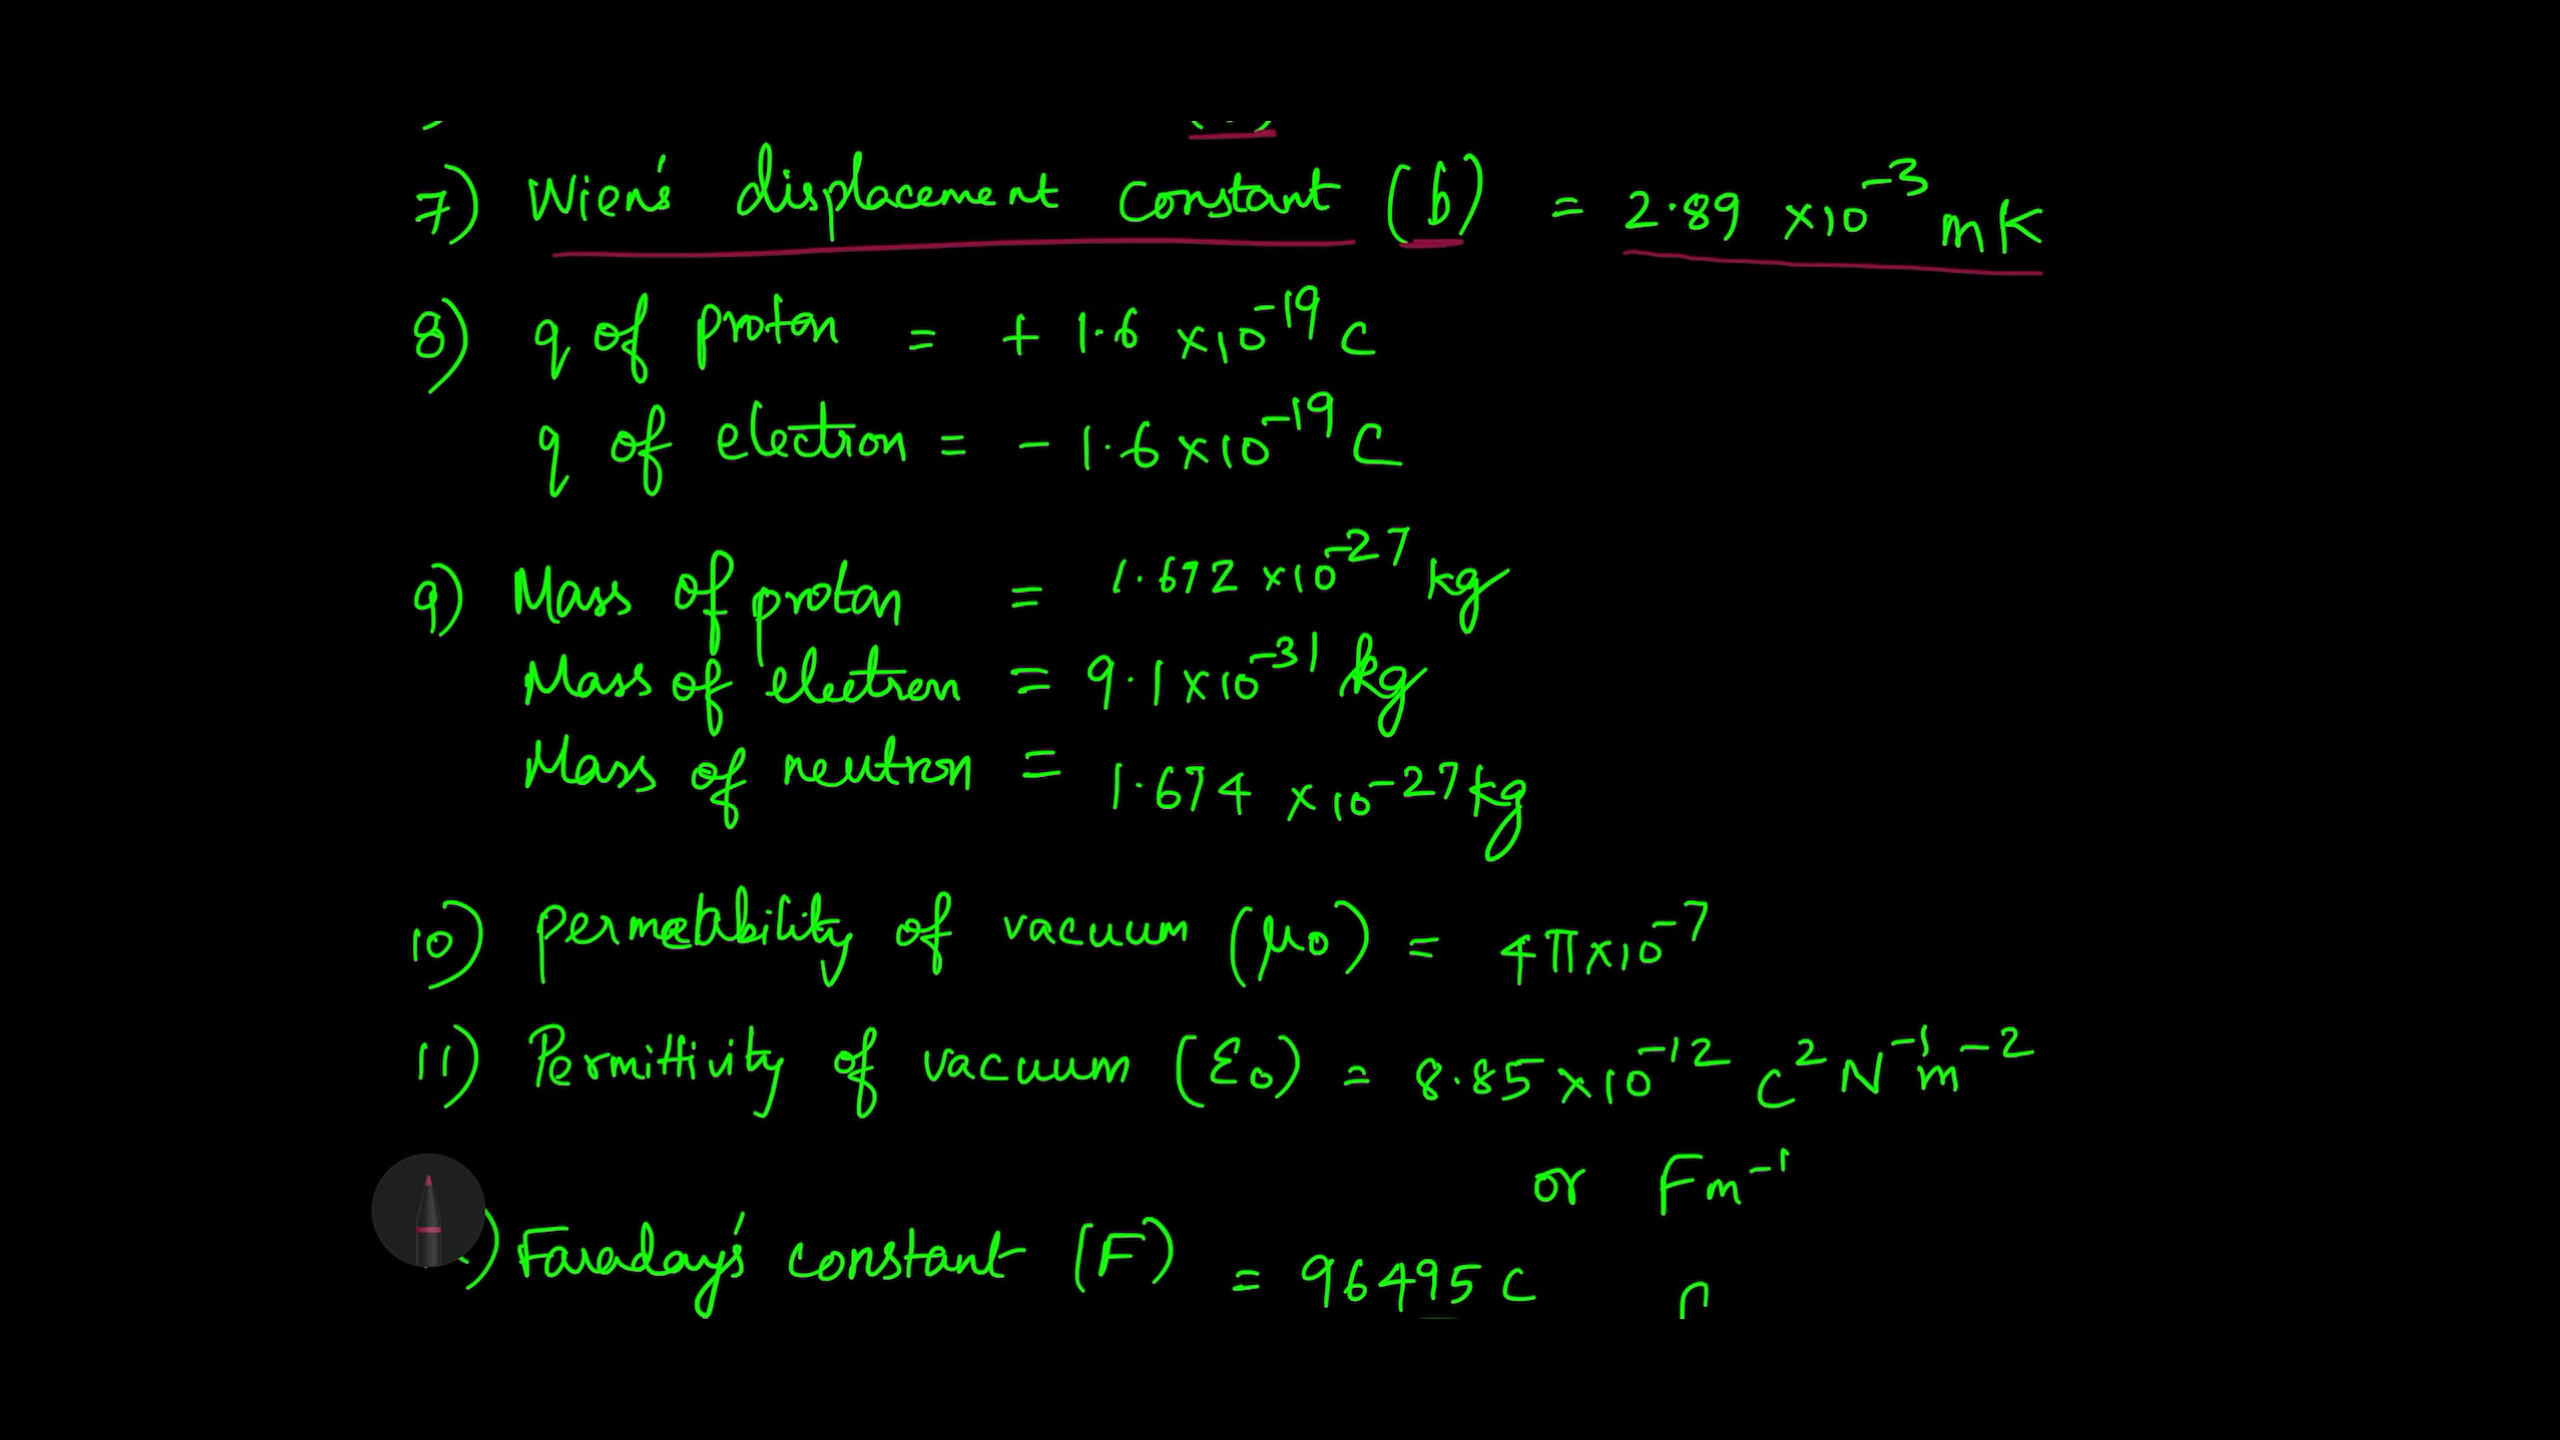 7) Wien's displacement constant (b) = 2.89 ×10⁻³ mK
8) q of proton = + 1.6 ×10⁻¹⁹ C
q of electron = - 1.6×10⁻¹⁹ C
9) Mass of proton = 1.672 ×10⁻²⁷ kg
Mass of electron = 9.1×10⁻³¹ kg
Mass of neutron = 1.674 ×10⁻²⁷ kg
10) permeability of vacuum (μ₀) = 4π×10⁻⁷
11) Permittivity of vacuum (ε₀) = 8.85×10⁻¹² C² N⁻¹ m⁻²
or Fm⁻¹
) Faraday's constant (F) = 96495 C